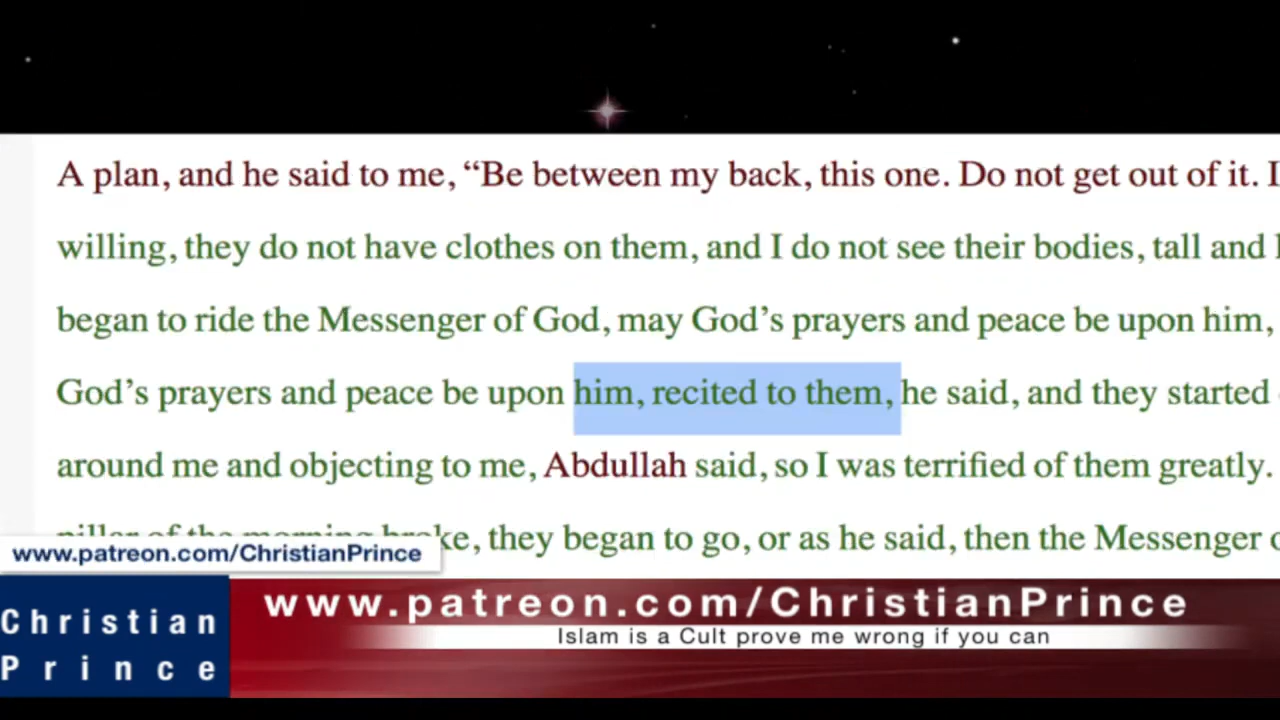 A plan, and he said to me, “Be between my back, this one. Do not get out of it.
willing, they do not have clothes on them, and I do not see their bodies, tall and
began to ride the Messenger of God, may God’s prayers and peace be upon him,
God’s prayers and peace be upon him, recited to them, he said, and they started
around me and objecting to me, Abdullah said, so I was terrified of them greatly.
pillar of the morning broke, they began to go, or as he said, then the Messenger
www.patreon.com/ChristianPrince
Christian
Prince
www.patreon.com/ChristianPrince
Islam is a Cult prove me wrong if you can